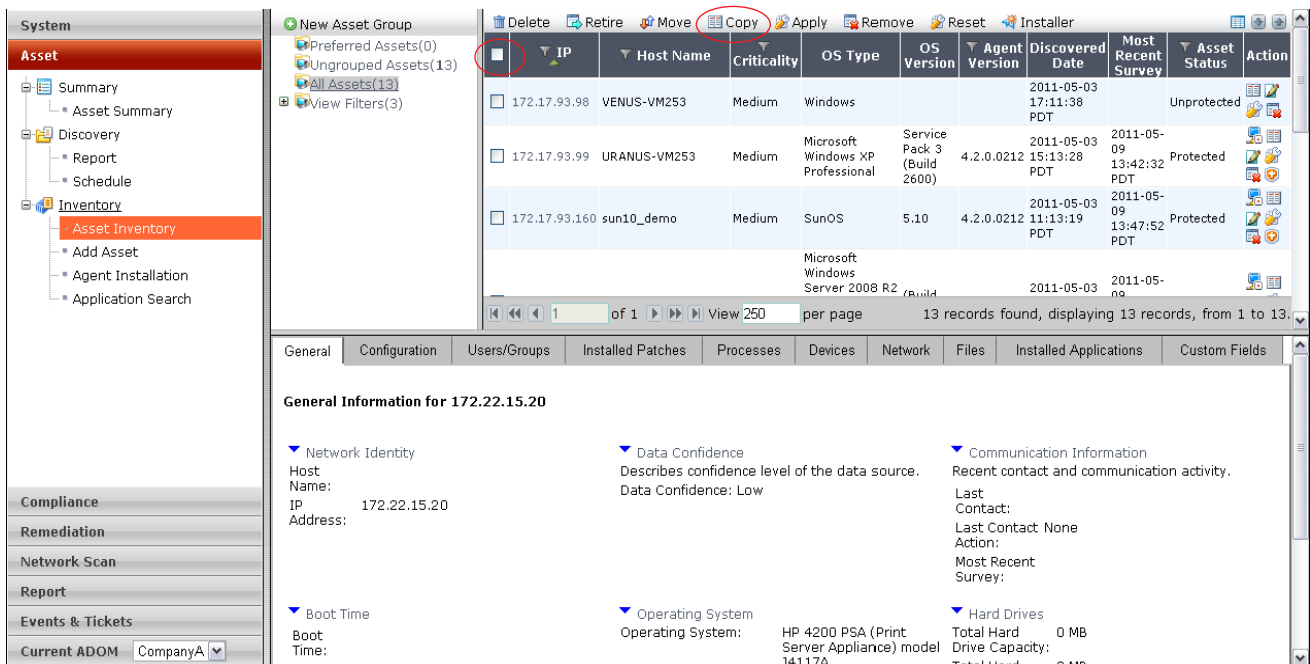 System
Asset
Summary
Asset Summary
Discovery
Report
Schedule
Inventory
Asset Inventory
Add Asset
Agent Installation
Application Search
Compliance
Remediation
Network Scan
Report
Events & Tickets
Current ADOM CompanyA
New Asset Group
Preferred Assets(0)
Ungrouped Assets(13)
All Assets(13)
View Filters(3)
Delete Retire Move Copy Apply Remove Reset Installer
IP Host Name Criticality OS Type OS Version Agent Version Discovered Date Most Recent Survey Asset Status Action
172.17.93.98 VENUS-VM253 Medium Windows 2011-05-03 17:11:38 PDT Unprotected
172.17.93.99 URANUS-VM253 Medium Microsoft Windows XP Professional Service Pack 3 (Build 2600) 4.2.0.0212 2011-05-03 15:13:28 PDT 2011-05-09 13:42:32 PDT Protected
172.17.93.160 sun10_demo Medium SunOS 5.10 4.2.0.0212 2011-05-03 11:13:19 PDT 2011-05-09 13:47:52 PDT Protected
Microsoft Windows Server 2008 R2 (Build 2011-05-03 2011-05-09
1 of 1 View 250 per page 13 records found, displaying 13 records, from 1 to 13.
General Configuration Users/Groups Installed Patches Processes Devices Network Files Installed Applications Custom Fields
General Information for 172.22.15.20
Network Identity
Host Name:
IP Address: 172.22.15.20
Data Confidence
Describes confidence level of the data source.
Data Confidence: Low
Communication Information
Recent contact and communication activity.
Last Contact:
Last Contact Action: None
Most Recent Survey:
Boot Time
Boot Time:
Operating System
Operating System: HP 4200 PSA (Print Server Appliance) model J4117A
Hard Drives
Total Hard Drive Capacity: 0 MB
Total Hard 0 MB